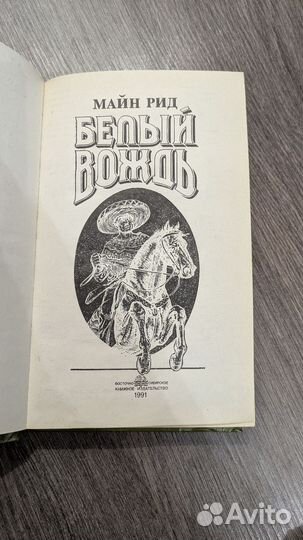 МАЙН РИД
БЕЛЫЙ
ВОЖДЬ
ВОСТОЧНО-СИБИРСКОЕ
КНИЖНОЕ ИЗДАТЕЛЬСТВО
1991
Avito